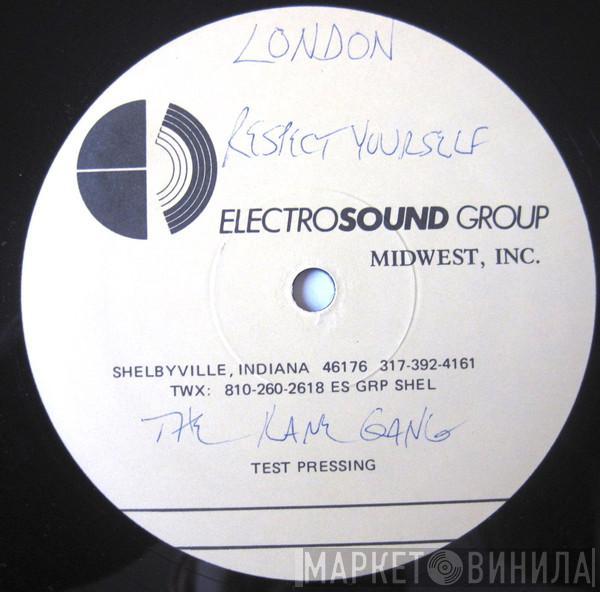 LONDON
RESPECT YOURSELF
ELECTROSOUND GROUP
MIDWEST, INC.
SHELBYVILLE, INDIANA 46176 317-392-4161
TWX: 810-260-2618 ES GRP SHEL
THE KANE GANG
TEST PRESSING
МАРКЕТ ВИНИЛА